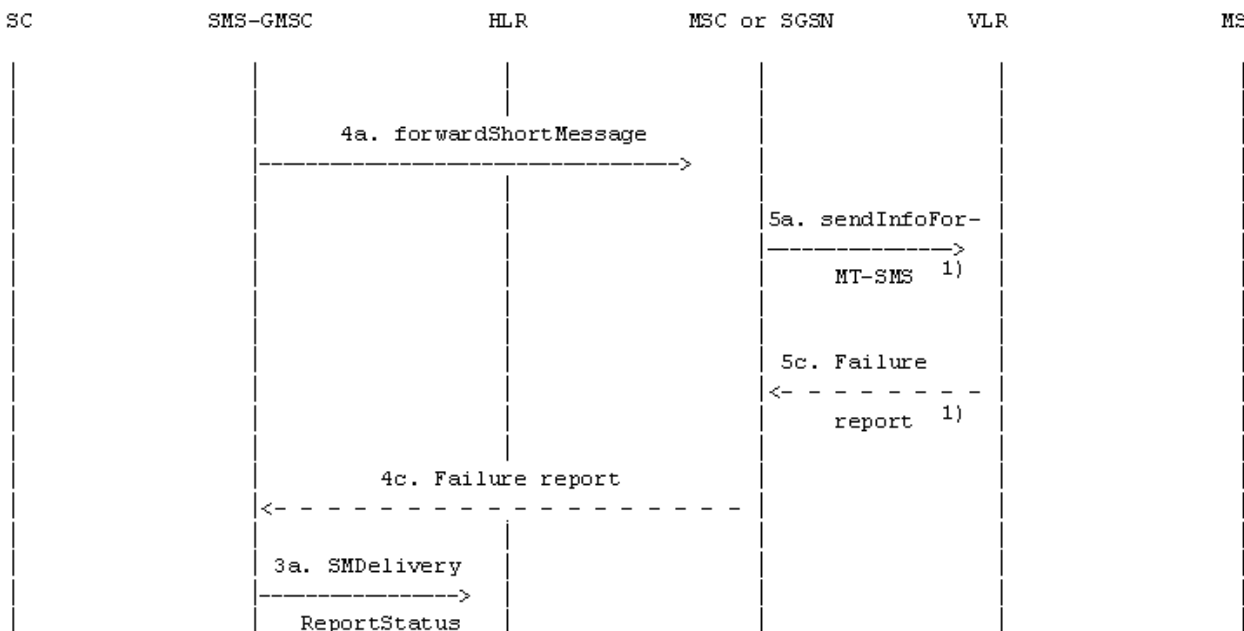 SC SMS-GMSC HLR MSC or SGSN VLR MS
4a. forwardShortMessage
5a. sendInfoFor-
MT-SMS 1)
5c. Failure
report 1)
4c. Failure report
3a. SMDelivery
ReportStatus